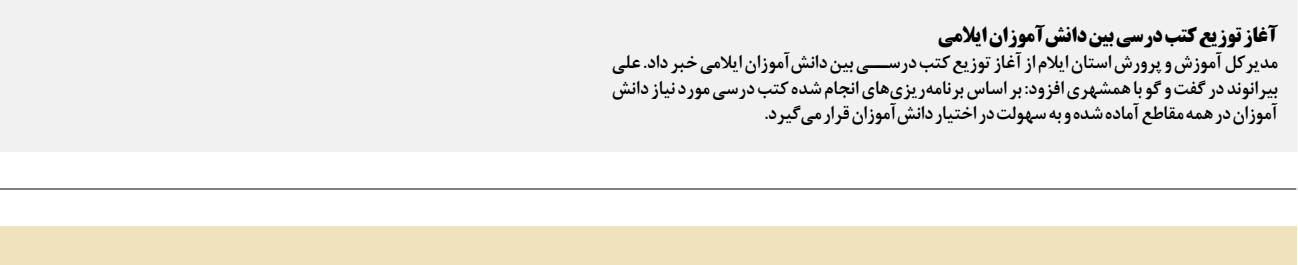 آغاز توزیع کتب درسی بین دانش‌آموزان ایلامی
مدیرکل آموزش و پرورش استان ایلام از آغاز توزیع کتب درســـی بین دانش‌آموزان ایلامی خبر داد. علی
بیرانوند در گفت و گو با همشهری افزود: بر اساس برنامه‌ریزی‌های انجام شده کتب درسی مورد نیاز دانش
آموزان در همه مقاطع آماده شده و به سهولت در اختیار دانش‌آموزان قرار می‌گیرد.